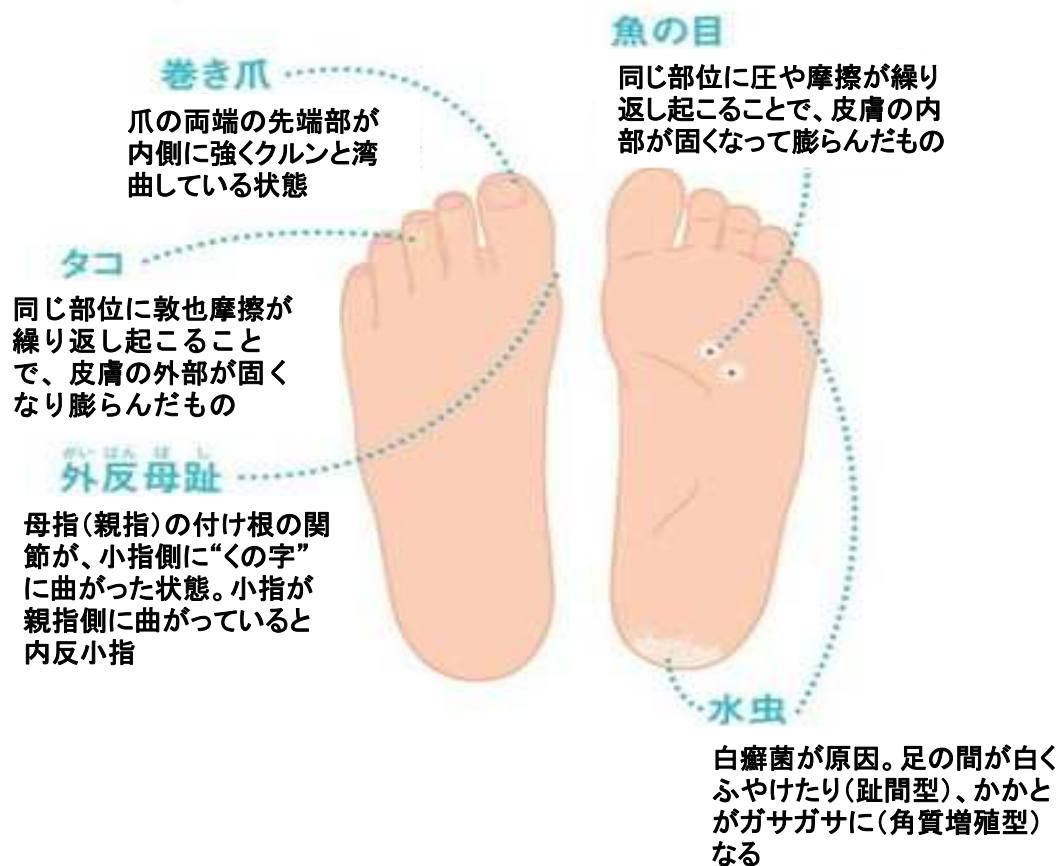 巻き爪
爪の両端の先端部が
内側に強くクルンと湾
曲している状態
魚の目
同じ部位に圧や摩擦が繰り
返し起こることで、皮膚の内
部が固くなって膨らんだもの
タコ
同じ部位に敦也摩擦が
繰り返し起こること
で、皮膚の外部が固く
なり膨らんだもの
がい はん ぼ し
外反母趾
母指(親指)の付け根の関
節が、小指側に“くの字”
に曲がった状態。小指が
親指側に曲がっていると
内反小指
水虫
白癬菌が原因。足の間が白く
ふやけたり(趾間型)、かかと
がガサガサに(角質増殖型)
なる